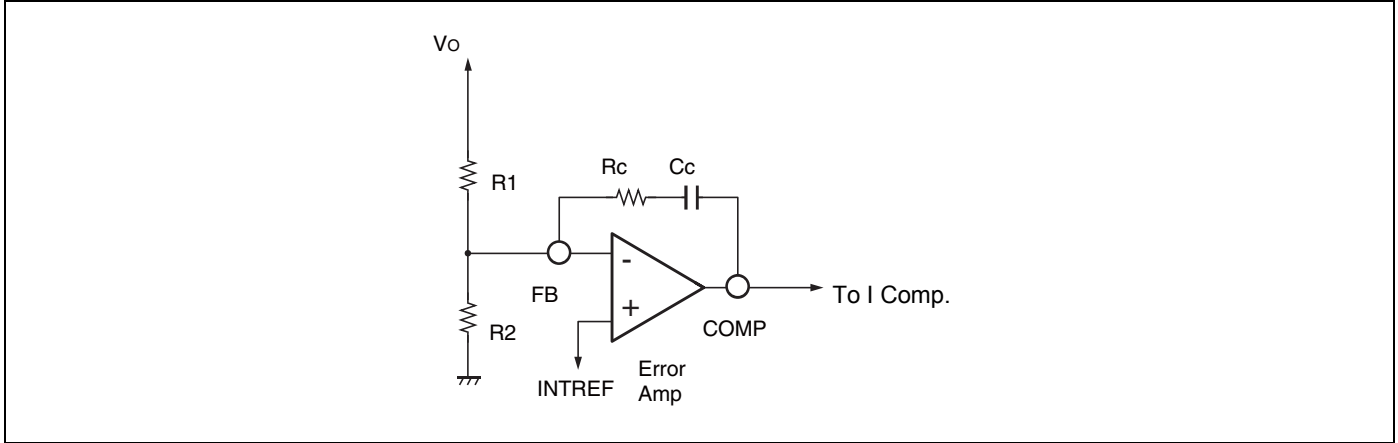 Vo
R1
Rc
Cc
-
FB
+
To I Comp.
R2
COMP
INTREF
Error
Amp